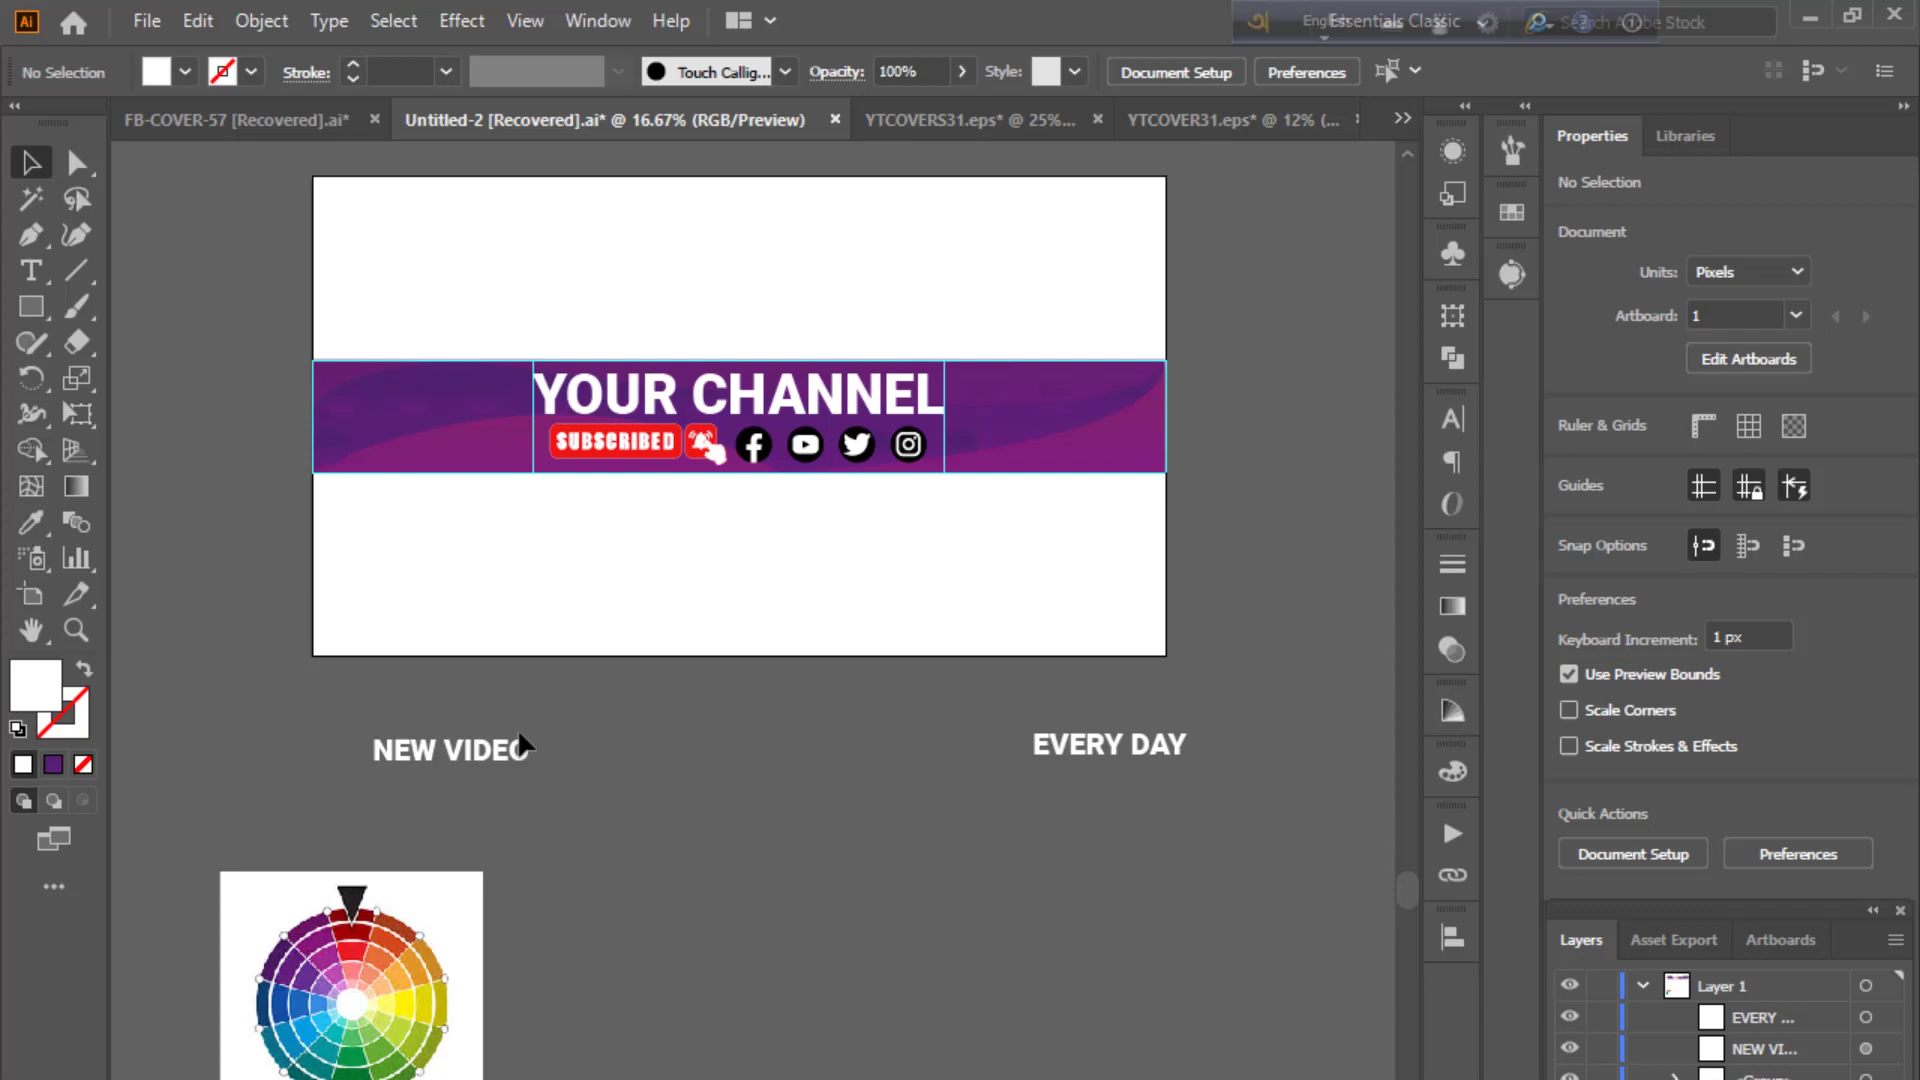 Ai File Edit Object Type Select Effect View Window Help English Essentials Classic Search Adobe Stock
No Selection Stroke: Touch Callig... Opacity: 100% Style: Document Setup Preferences
FB-COVER-57 [Recovered].ai* Untitled-2 [Recovered].ai* @ 16.67% (RGB/Preview) YTCOVERS31.eps* @ 25%... YTCOVER31.eps* @ 12% (...
Properties Libraries
No Selection
Document
Units: Pixels
Artboard: 1
Edit Artboards
Ruler & Grids
Guides
Snap Options
Preferences
Keyboard Increment: 1 px
Use Preview Bounds
Scale Corners
Scale Strokes & Effects
Quick Actions
Document Setup Preferences
Layers Asset Export Artboards
Layer 1
EVERY ...
NEW VI...
YOUR CHANNEL
SUBSCRIBED
NEW VIDEO
EVERY DAY